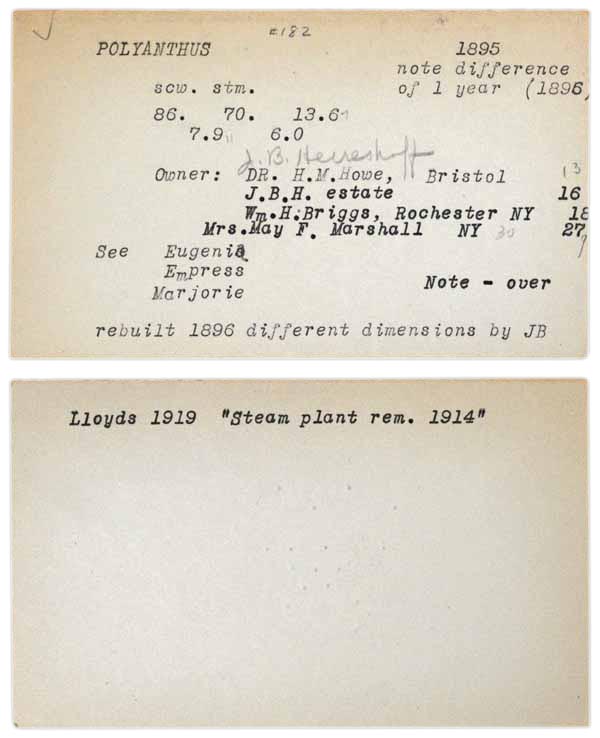 #182
POLYANTHUS 1895
note difference
scw. stm. of 1 year (1896)
86. 70. 13.6
7.9 6.0
J.B. Herreshoff
Owner: DR. H.M.Howe, Bristol 13
J.B.H. estate 16
Wm.H.Briggs, Rochester NY 18
Mrs.May F. Marshall NY 30 27
See Eugenia
Empress
Marjorie
Note - over
rebuilt 1896 different dimensions by JB
Lloyds 1919 "Steam plant rem. 1914"